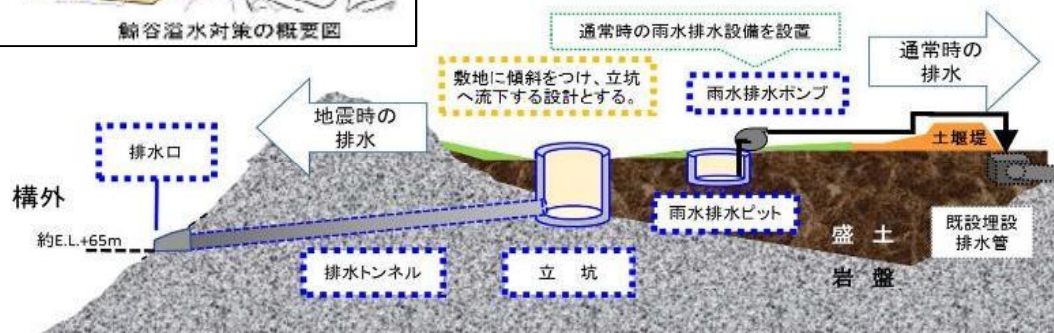 鯨谷溢水対策の概要図
通常時の雨水排水設備を設置
敷地に傾斜をつけ、立坑
へ流下する設計とする。
通常時の
排水
雨水排水ポンプ
地震時の
排水
排水口
土堰堤
構外
約E.L.+65m
雨水排水ピット
盛土
岩盤
既設埋設
排水管
排水トンネル
立坑